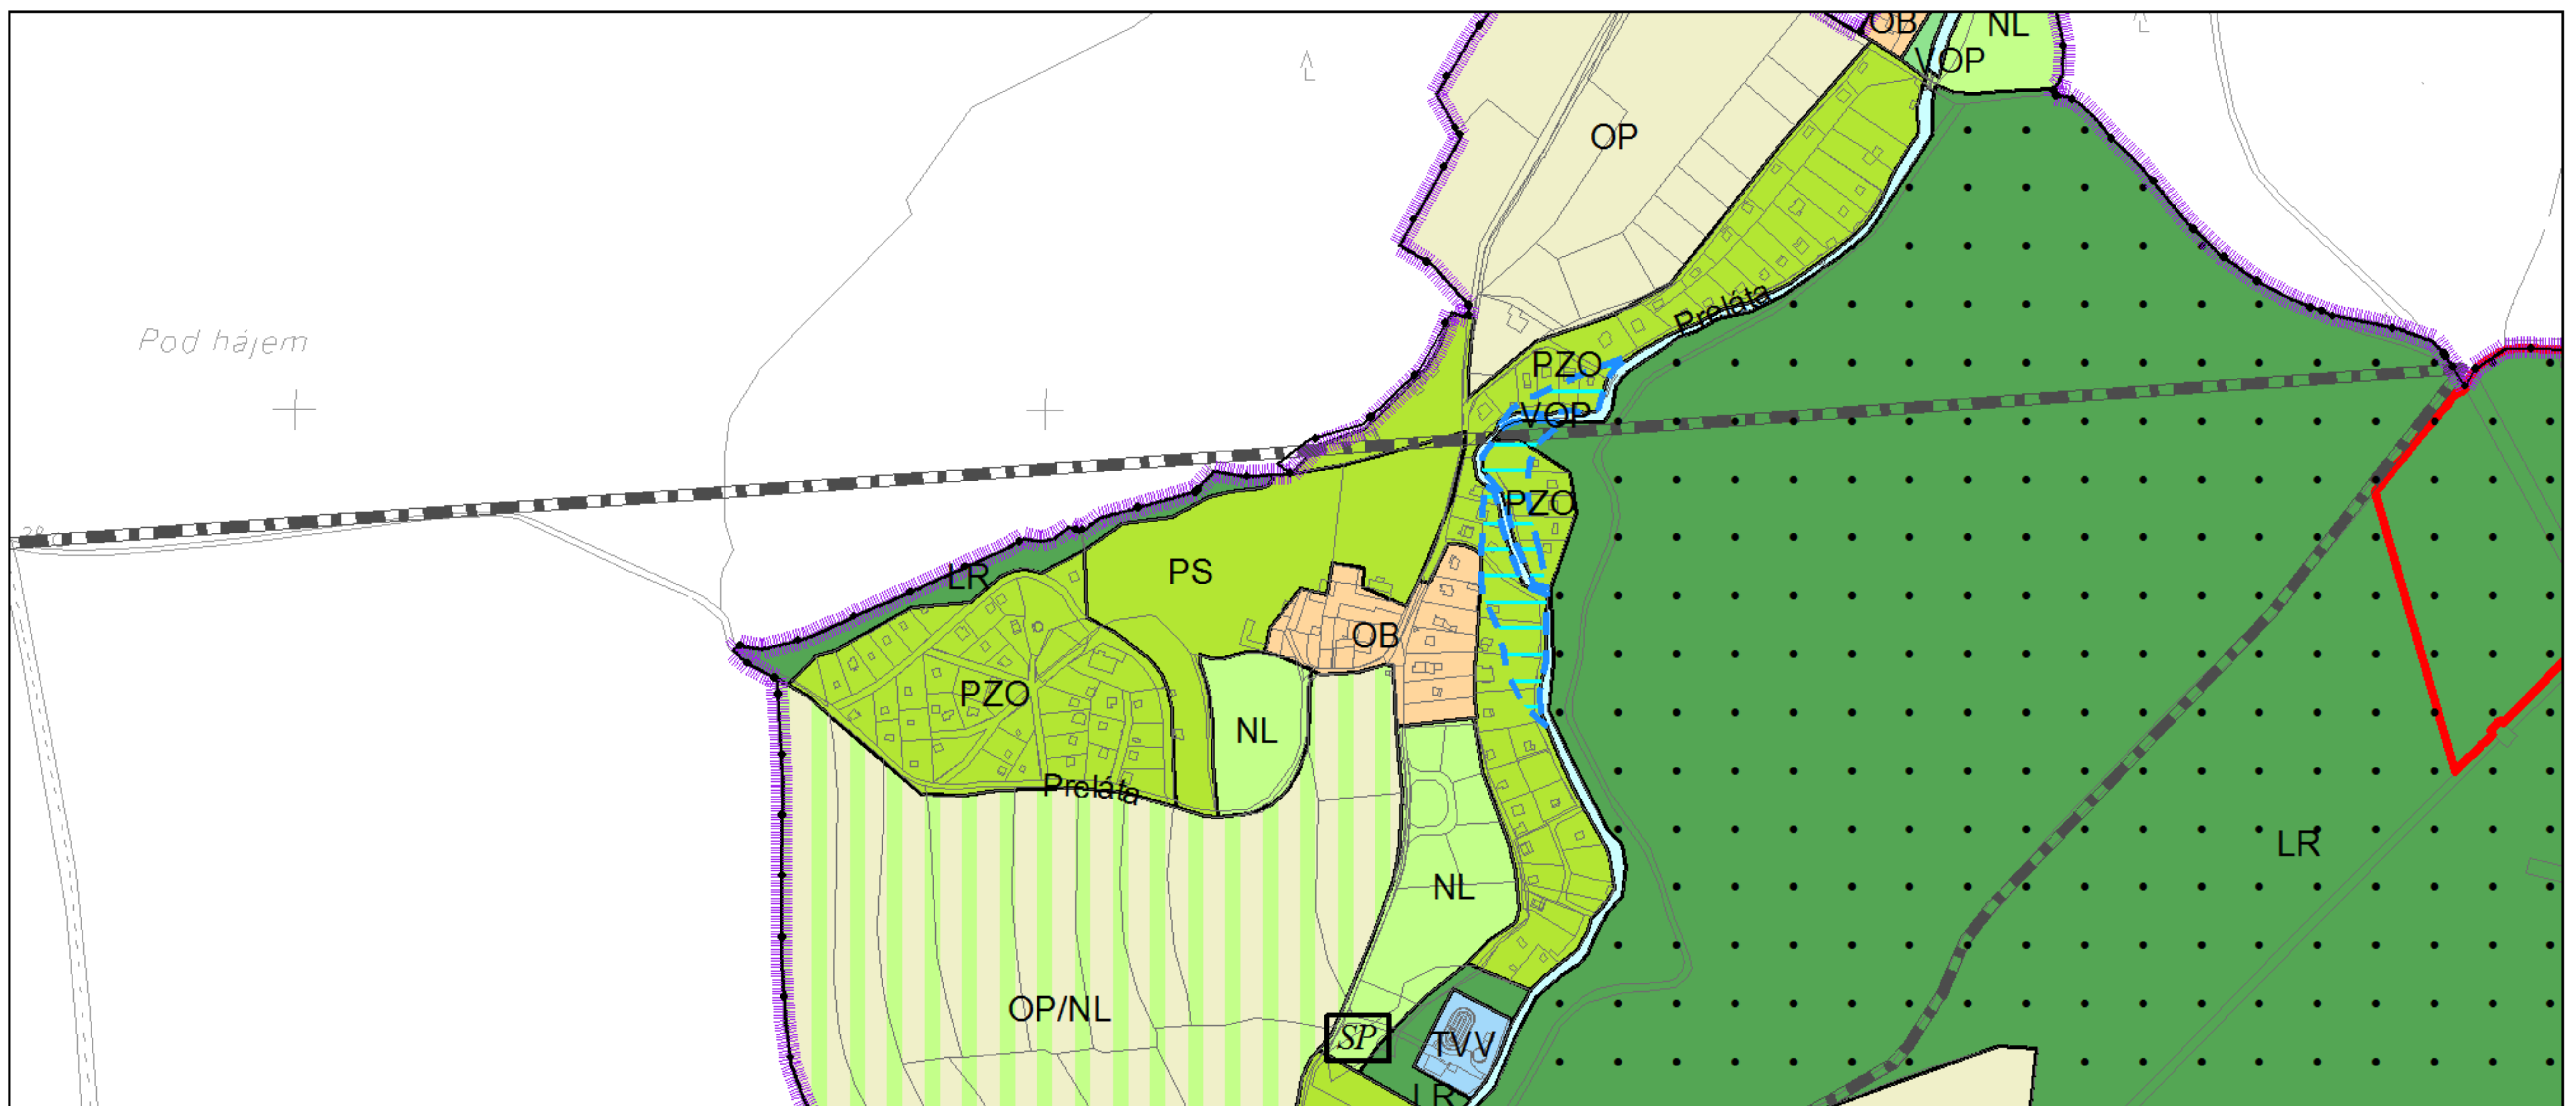 OB
NL
VOP
OP
Preláta
Pod hájem
PZO
VOP
PZO
LR
PS
OB
PZO
NL
Preláta
LR
NL
OP/NL
SP
TVV
LR